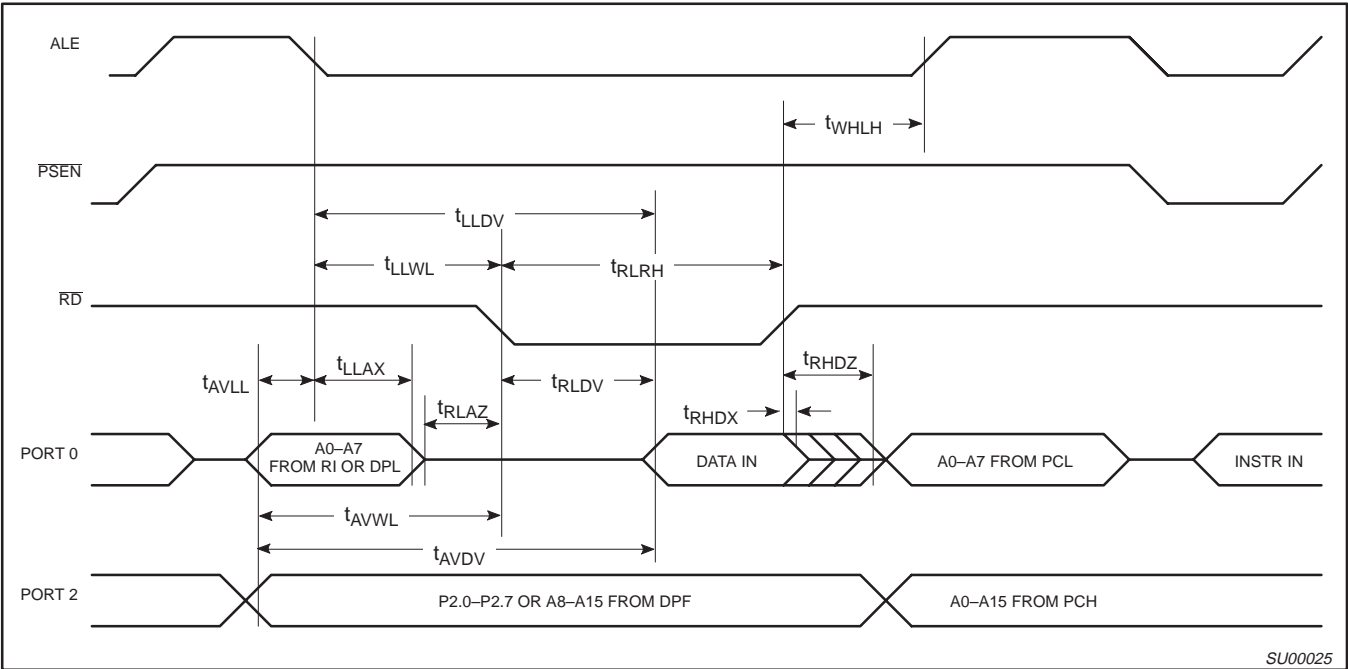 ALE
tWHLH
PSEN
tLLDV
tLLWL
tRLRH
RD
tAVLL
tLLAX
tRLAZ
tRLDV
tRHDZ
tRHDX
PORT 0
A0–A7
FROM RI OR DPL
DATA IN
A0–A7 FROM PCL
INSTR IN
tAVWL
tAVDV
PORT 2
P2.0–P2.7 OR A8–A15 FROM DPF
A0–A15 FROM PCH
SU00025